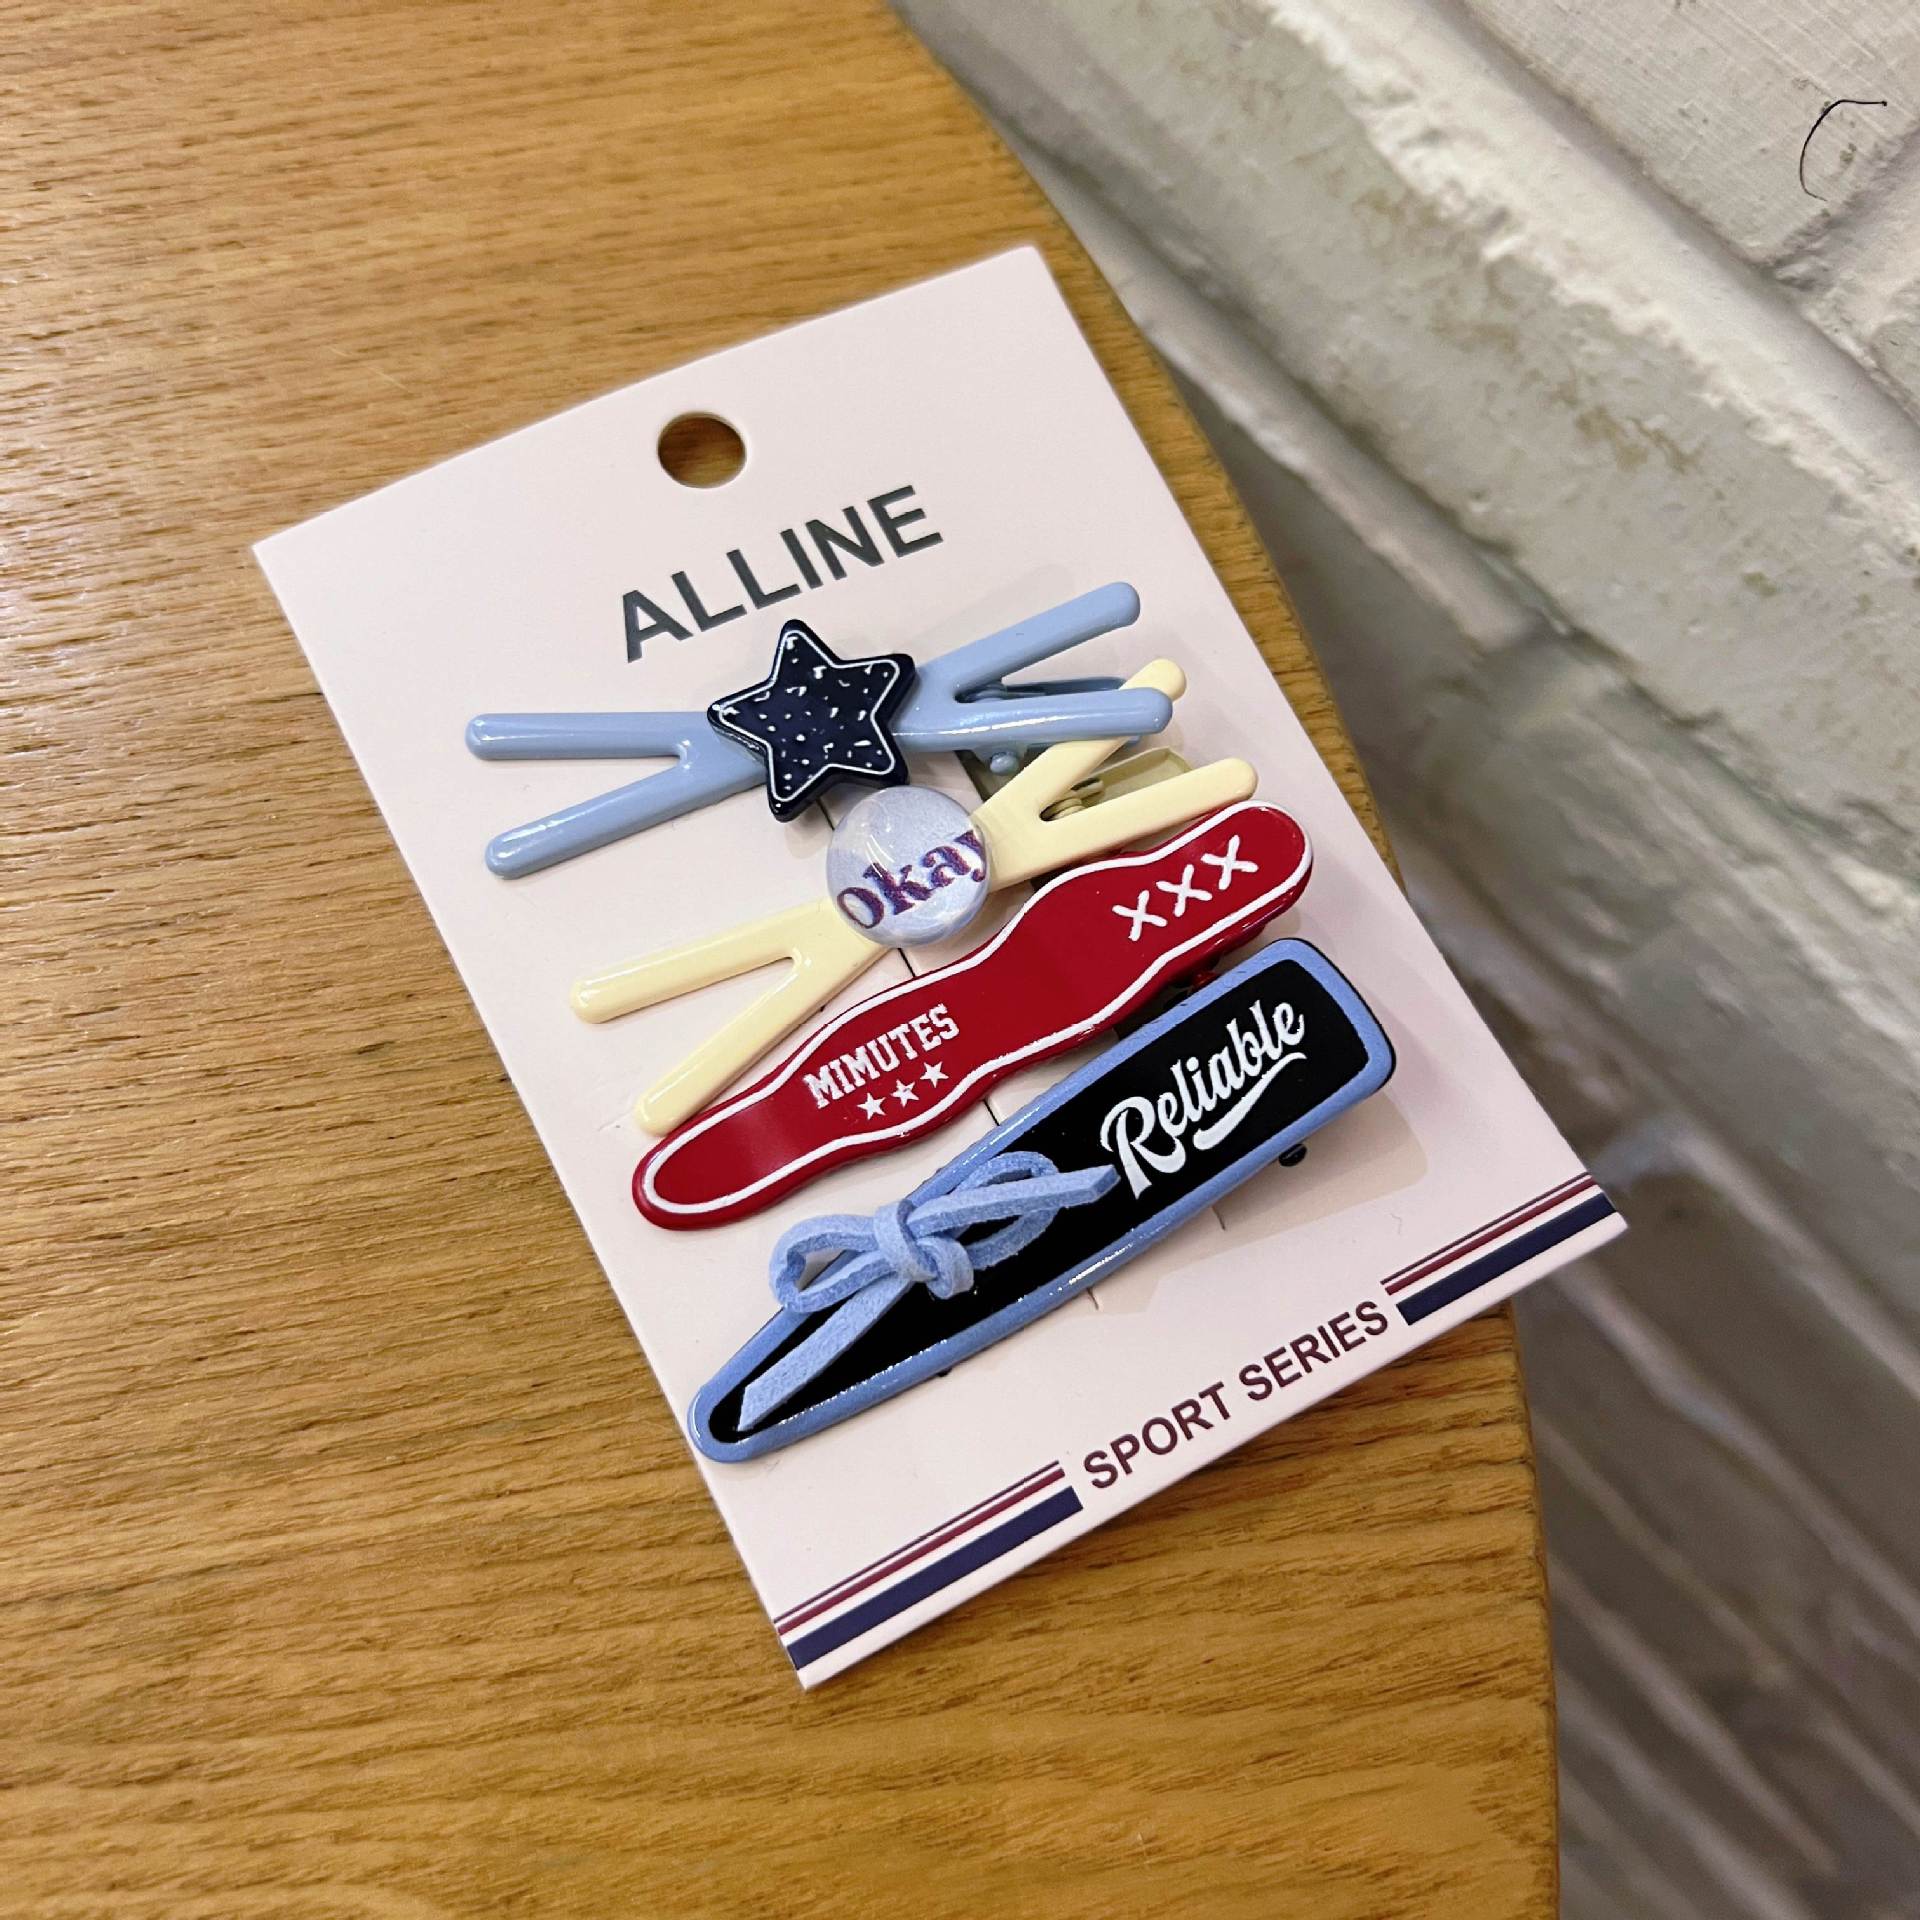 ALLINE
Okay
XXX
MIMUTES
Reliable
SPORT SERIES